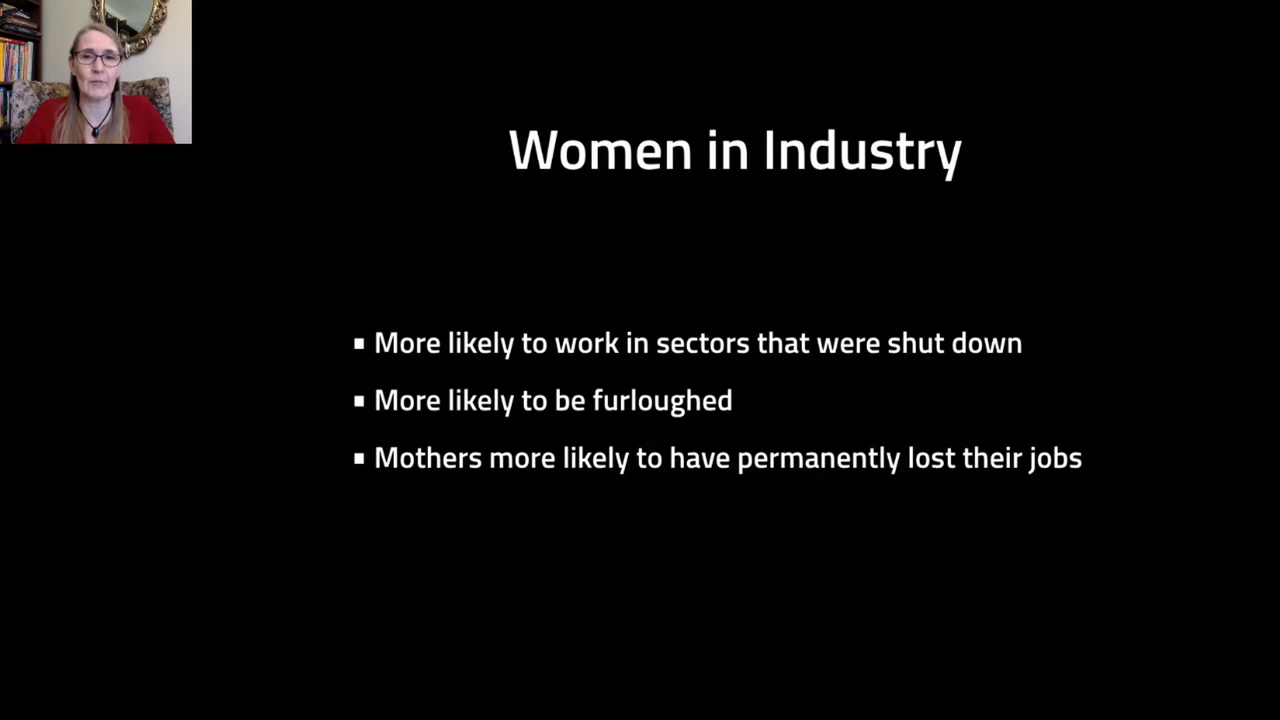 Women in Industry
▪ More likely to work in sectors that were shut down
▪ More likely to be furloughed
▪ Mothers more likely to have permanently lost their jobs